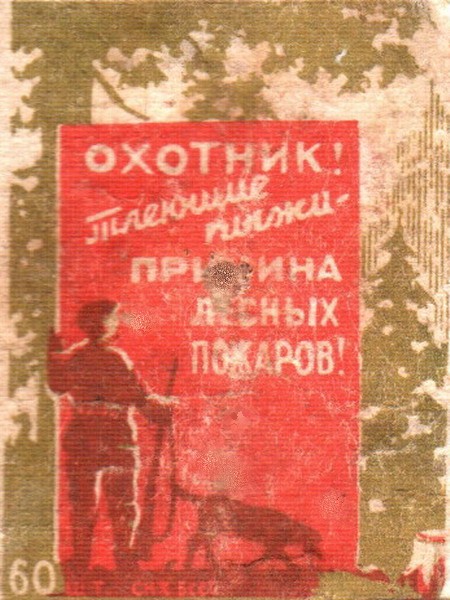 ОХОТНИК!
Тлеющие
пыжи-
ПРИЧИНА
ЛЕСНЫХ
ПОЖАРОВ!
60